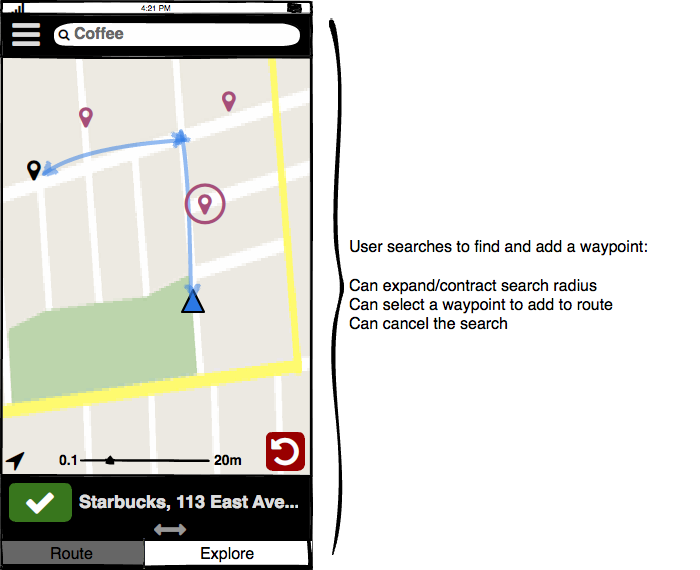 4:21 PM
Coffee
0.1
20m
Starbucks, 113 East Ave...
Route
Explore
User searches to find and add a waypoint:
Can expand/contract search radius
Can select a waypoint to add to route
Can cancel the search